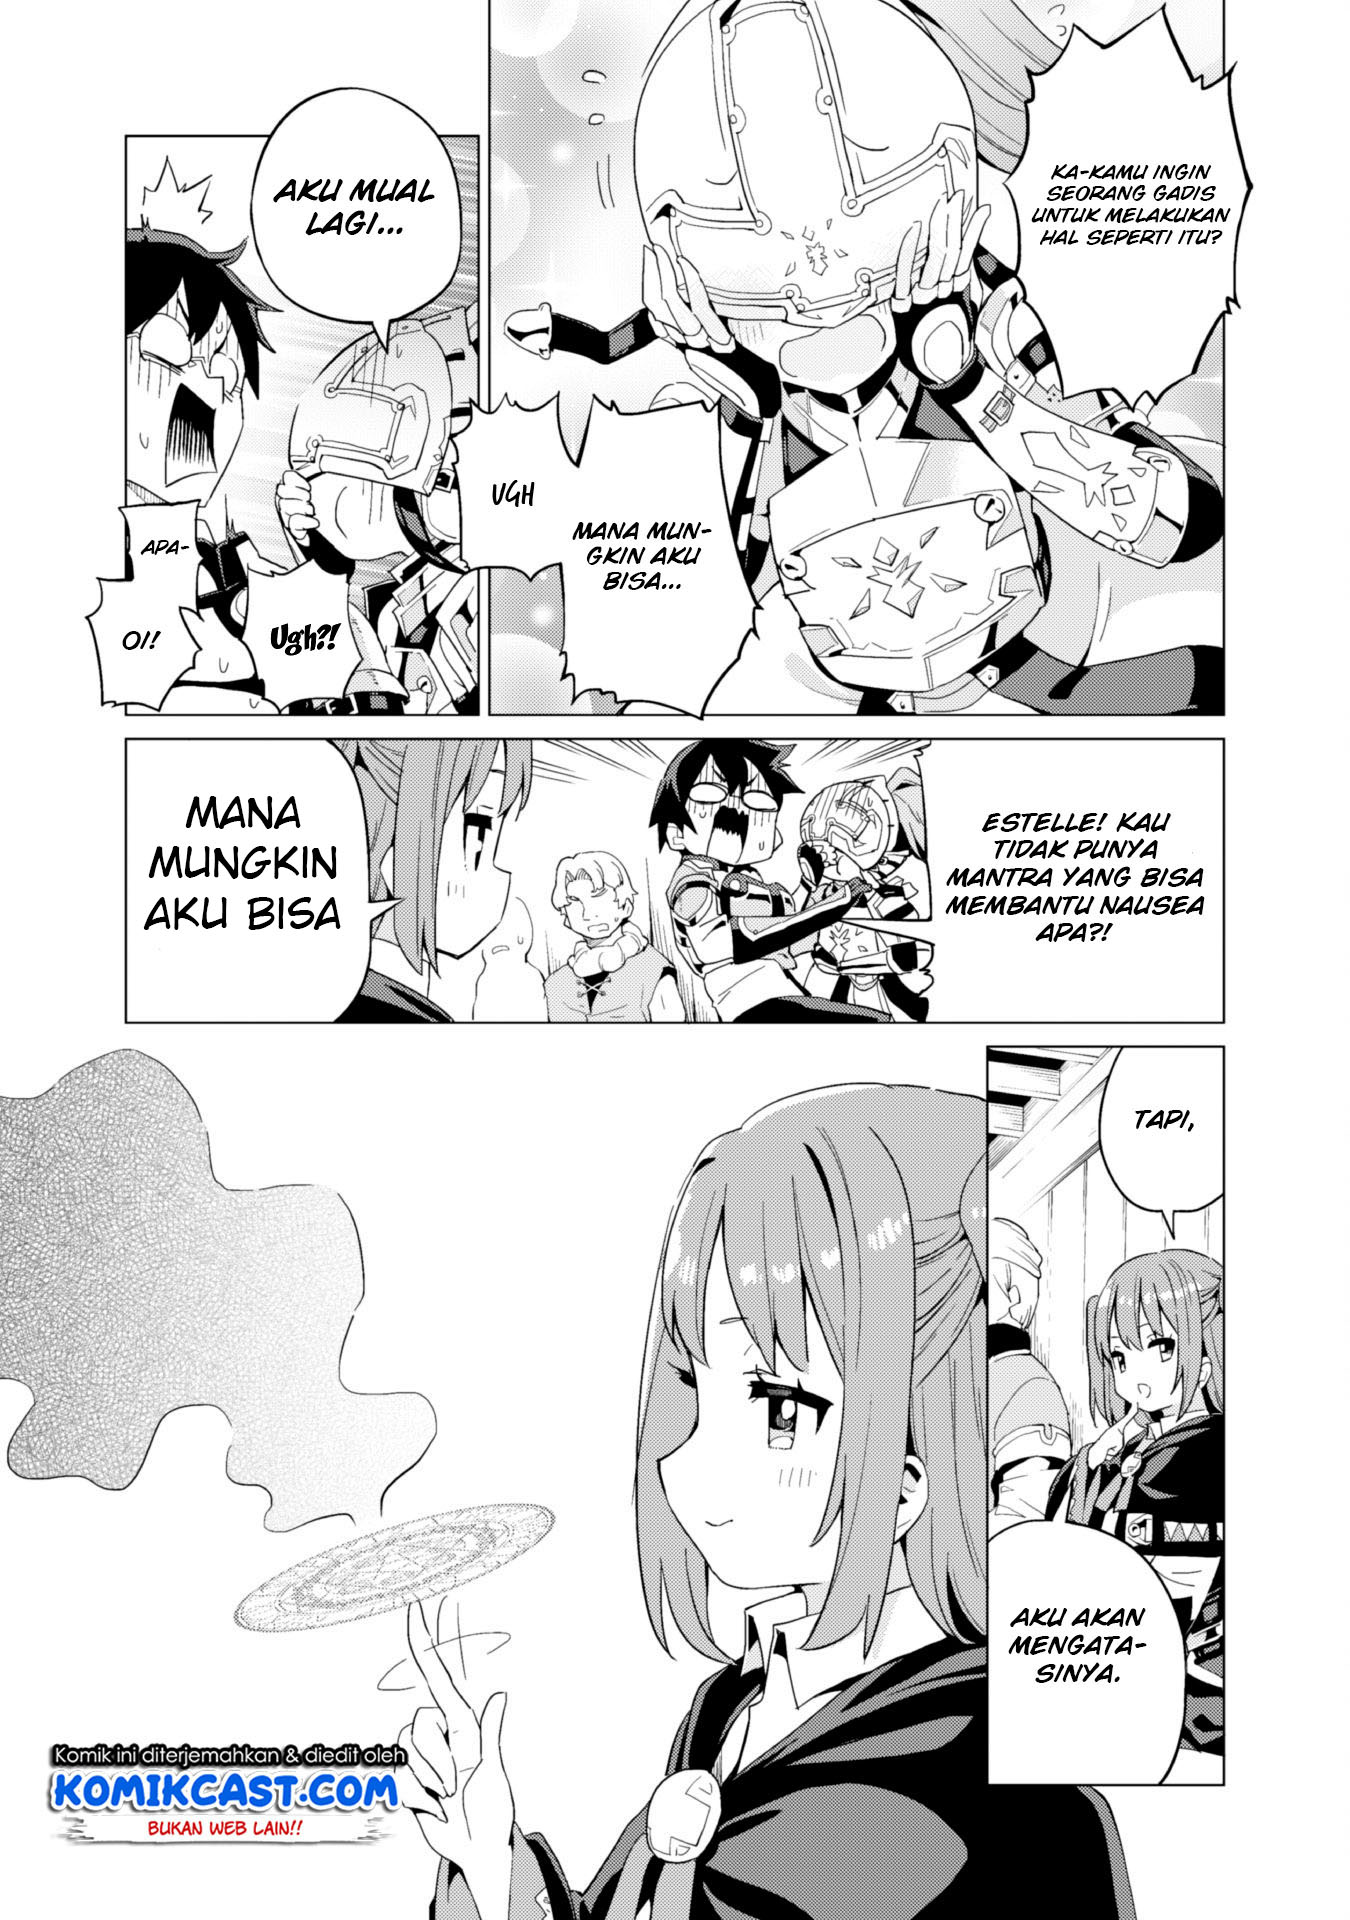 KA-KAMU INGIN
SEORANG GADIS
UNTUK MELAKUKAN
HAL SEPERTI ITU?
MANA MUN-
GKIN AKU
BISA...
UGH
AKU MUAL
LAGI...
APA-
OI!
Ugh?!
ESTELLE! KAU
TIDAK PUNYA
MANTRA YANG BISA
MEMBANTU NAUSEA
APA?!
MANA
MUNGKIN
AKU BISA
TAPI,
AKU AKAN
MENGATA-
SINYA.
Komik ini diterjemahkan & diedit oleh
KOMIKCAST.COM
BUKAN WEB LAIN!!